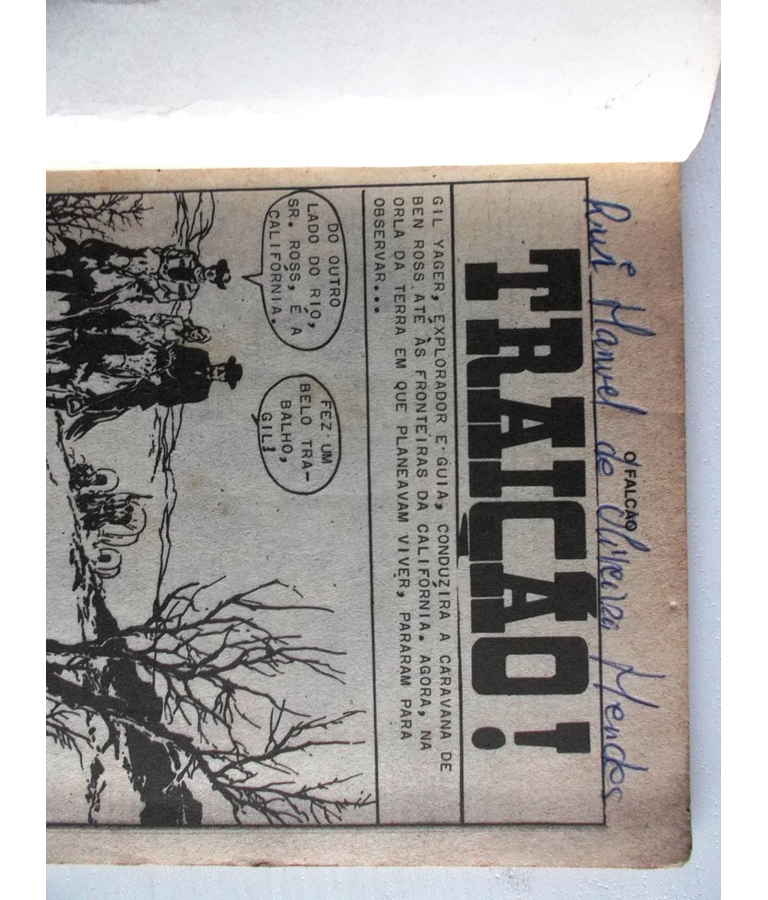 Rui Manuel de Oliveira Mendes
O FALCÃO
TRAIÇÃO!
GIL YAGER, EXPLORADOR E GUIA, CONDUZIRA A CARAVANA DE
BEN ROSS ATÉ ÀS FRONTEIRAS DA CALIFÓRNIA. AGORA, NA
ORLA DA TERRA EM QUE PLANEAVAM VIVER, PARARAM PARA
OBSERVAR...
DO OUTRO
LADO DO RIO,
SR. ROSS, É A
CALIFÓRNIA.
FEZ UM
BELO TRA-
BALHO,
GIL!